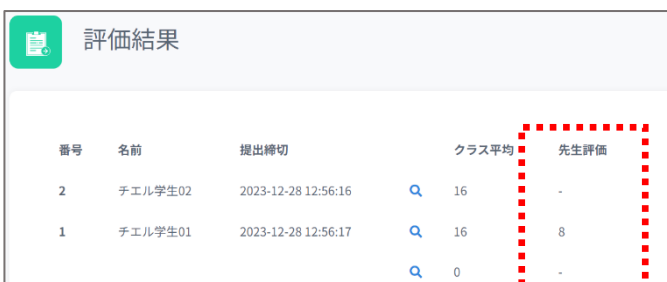 評価結果
番号 名前 提出締切 クラス平均 先生評価
2 チエル学生02 2023-12-28 12:56:16 16 -
1 チエル学生01 2023-12-28 12:56:17 16 8
0 -